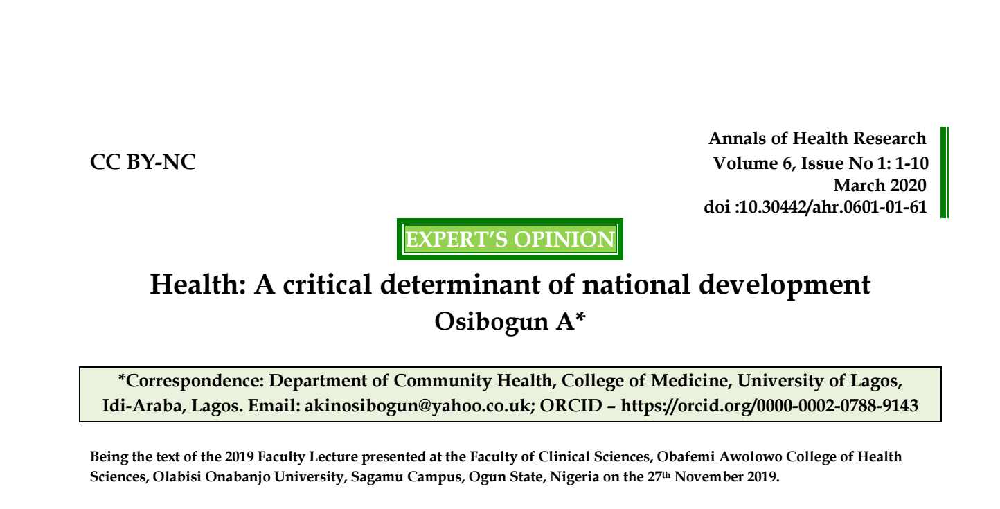 CC BY-NC
Annals of Health Research
Volume 6, Issue No 1: 1-10
March 2020
doi :10.30442/ahr.0601-01-61
EXPERT'S OPINION
Health: A critical determinant of national development
Osibogun A*
*Correspondence: Department of Community Health, College of Medicine, University of Lagos,
Idi-Araba, Lagos. Email: akinosibogun@yahoo.co.uk; ORCID – https://orcid.org/0000-0002-0788-9143
Being the text of the 2019 Faculty Lecture presented at the Faculty of Clinical Sciences, Obafemi Awolowo College of Health
Sciences, Olabisi Onabanjo University, Sagamu Campus, Ogun State, Nigeria on the 27th November 2019.